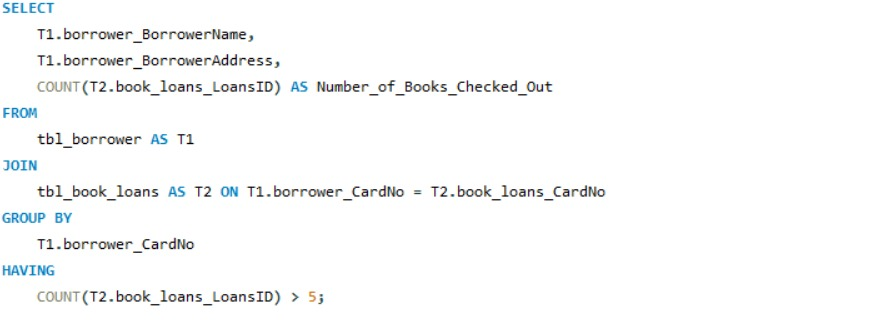 SELECT
T1.borrower_BorrowerName,
T1.borrower_BorrowerAddress,
COUNT(T2.book_loans_LoansID) AS Number_of_Books_Checked_Out
FROM
tbl_borrower AS T1
JOIN
tbl_book_loans AS T2 ON T1.borrower_CardNo = T2.book_loans_CardNo
GROUP BY
T1.borrower_CardNo
HAVING
COUNT(T2.book_loans_LoansID) > 5;